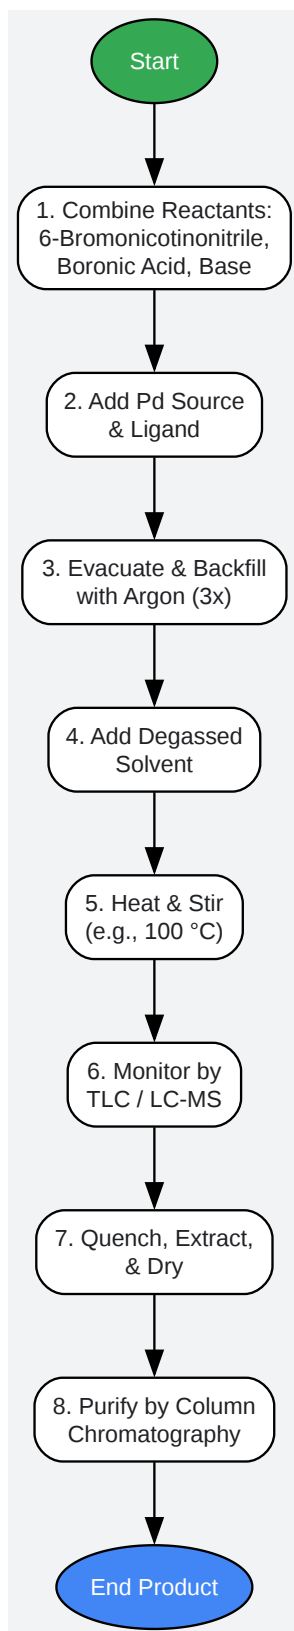 Start
1. Combine Reactants:
6-Bromonicotinonitrile,
Boronic Acid, Base
2. Add Pd Source
& Ligand
3. Evacuate & Backfill
with Argon (3x)
4. Add Degassed
Solvent
5. Heat & Stir
(e.g., 100 °C)
6. Monitor by
TLC / LC-MS
7. Quench, Extract,
& Dry
8. Purify by Column
Chromatography
End Product